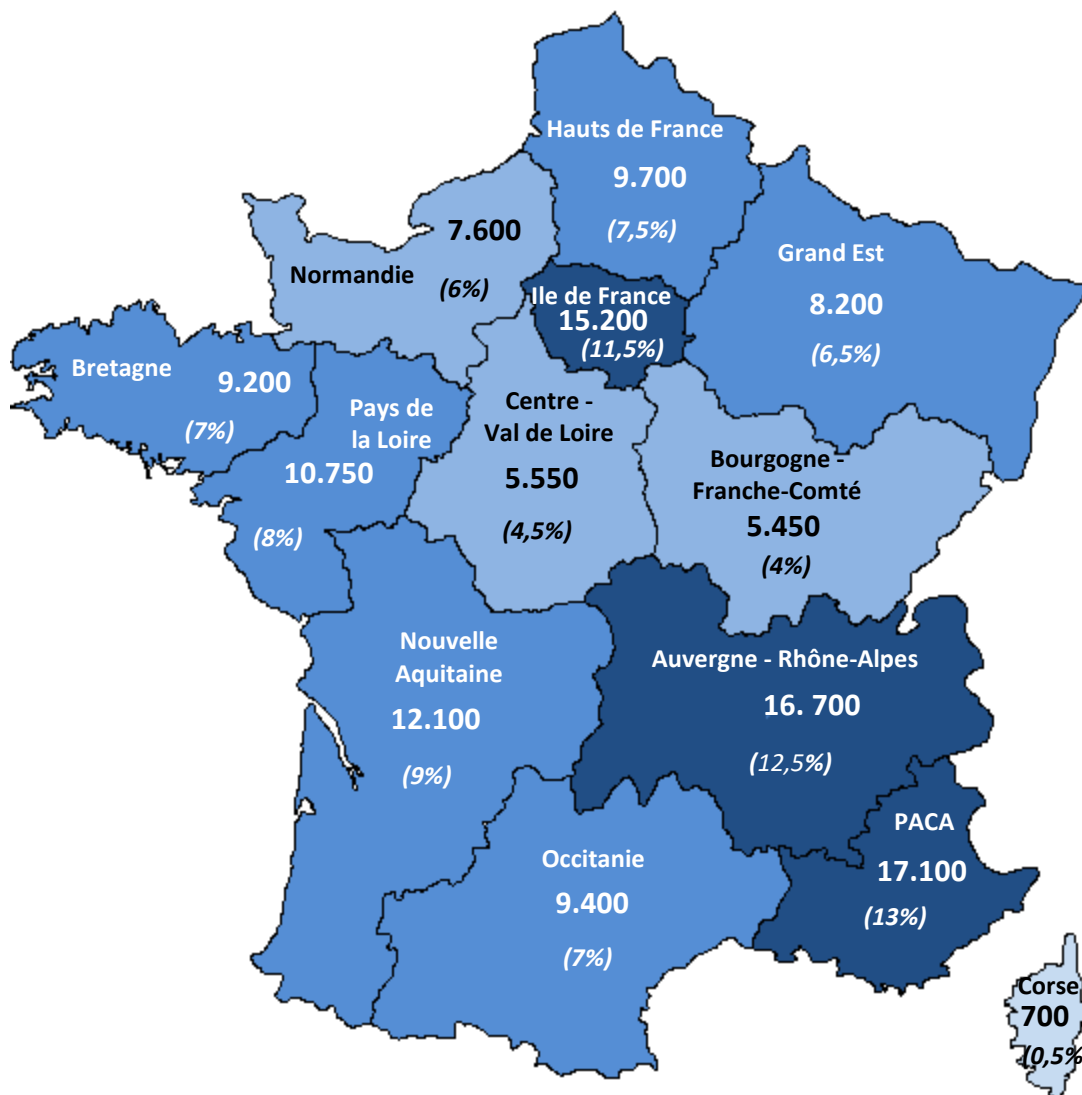 Hauts de France
9.700
(7,5%)
7.600
Normandie
(6%)
Grand Est
8.200
(6,5%)
Ile de France
15.200
(11,5%)
Bretagne
9.200
(7%)
Pays de
la Loire
10.750
(8%)
Centre -
Val de Loire
5.550
(4,5%)
Bourgogne -
Franche-Comté
5.450
(4%)
Nouvelle
Aquitaine
12.100
(9%)
Auvergne - Rhône-Alpes
16. 700
(12,5%)
PACA
17.100
(13%)
Occitanie
9.400
(7%)
Corse
700
(0,5%